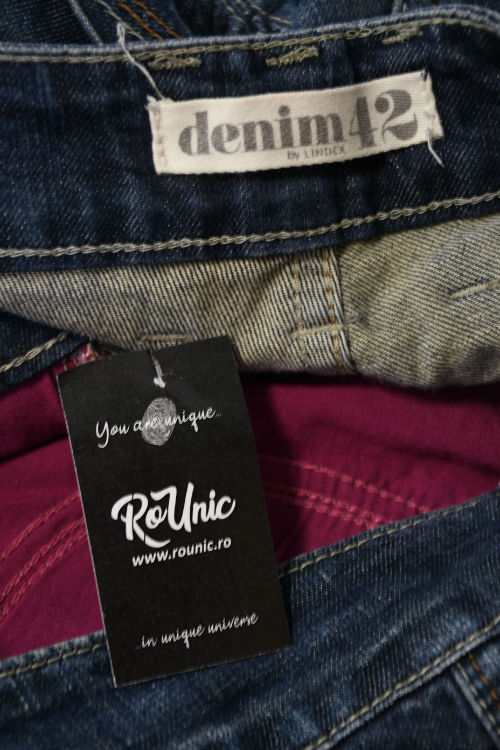 denim42
by LINDEX
You are unique...
RoUnic
www.rounic.ro
...in unique universe